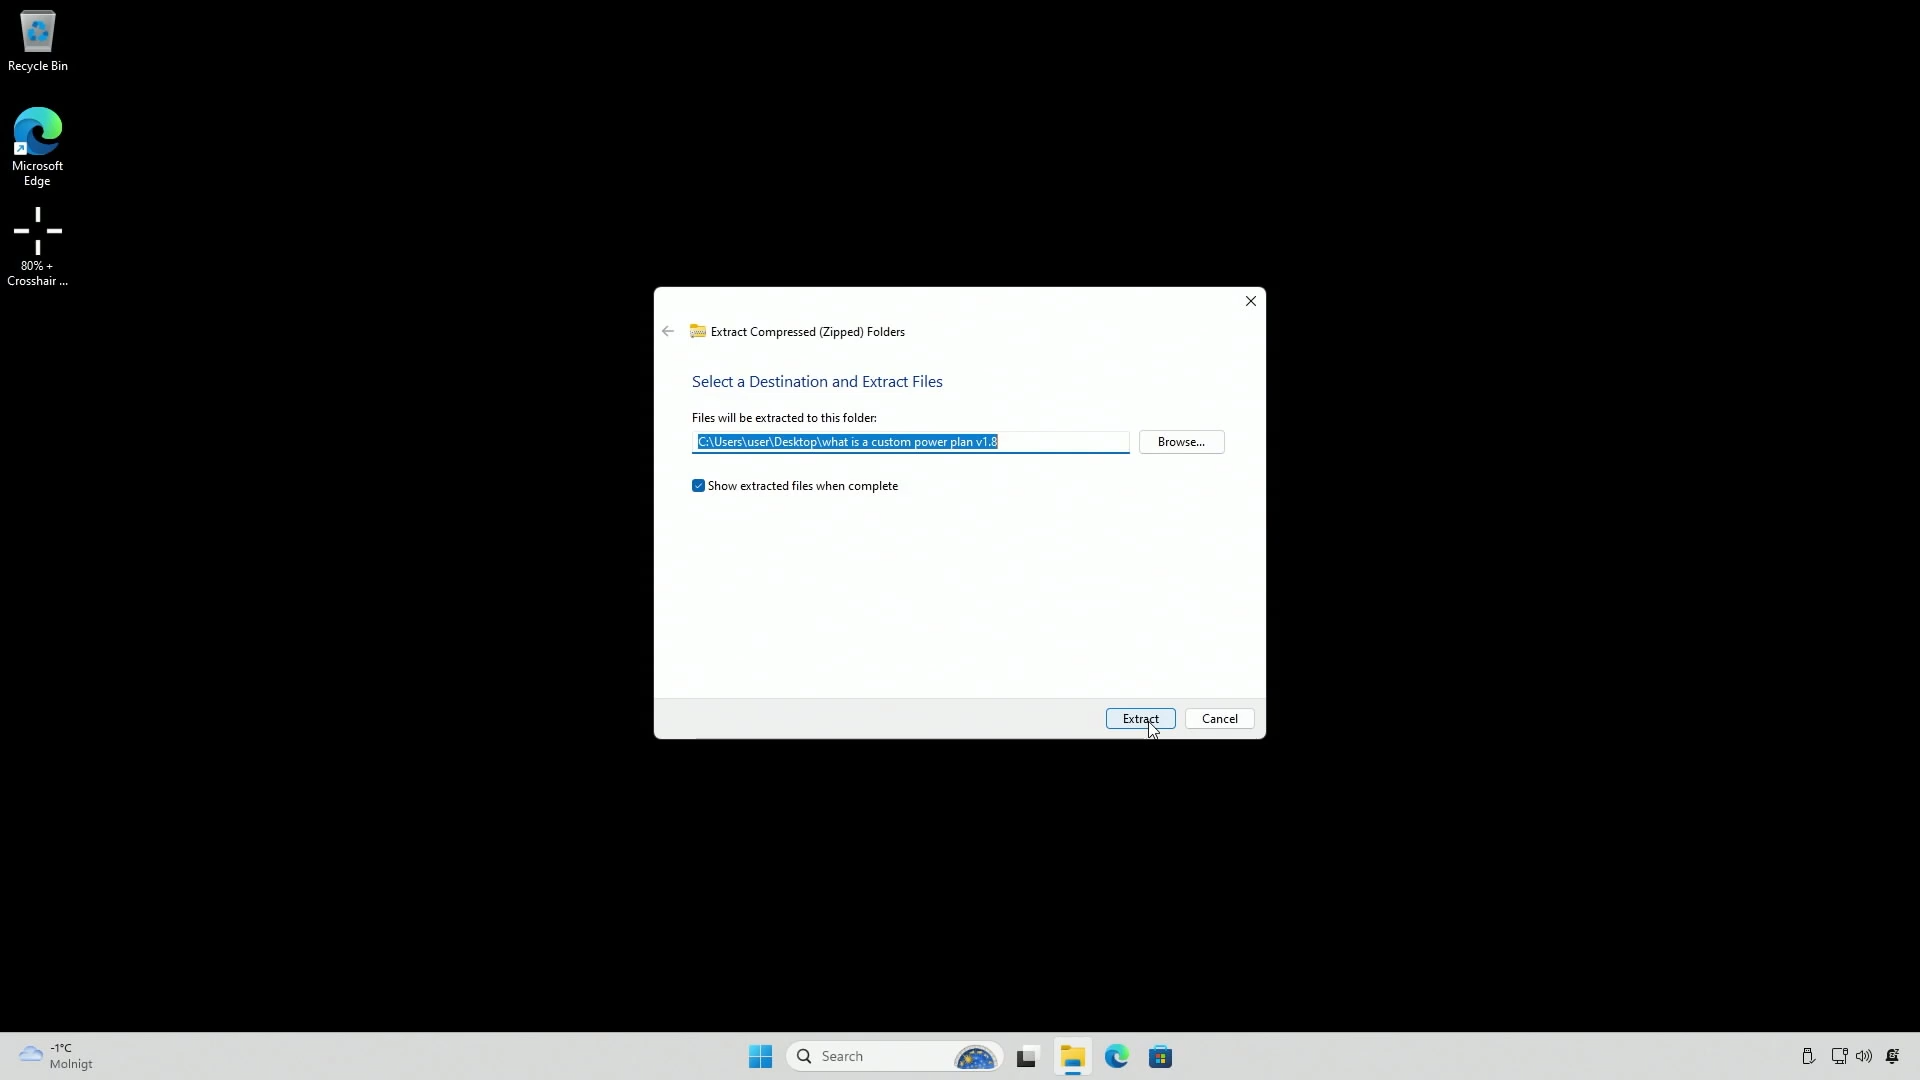 Recycle Bin
Microsoft
Edge
80% +
Crosshair ...
Extract Compressed (Zipped) Folders
Select a Destination and Extract Files
Files will be extracted to this folder:
C:\Users\user\Desktop\what is a custom power plan v1.8
Browse...
Show extracted files when complete
Extract
Cancel
-1°C
Molnigt
Search